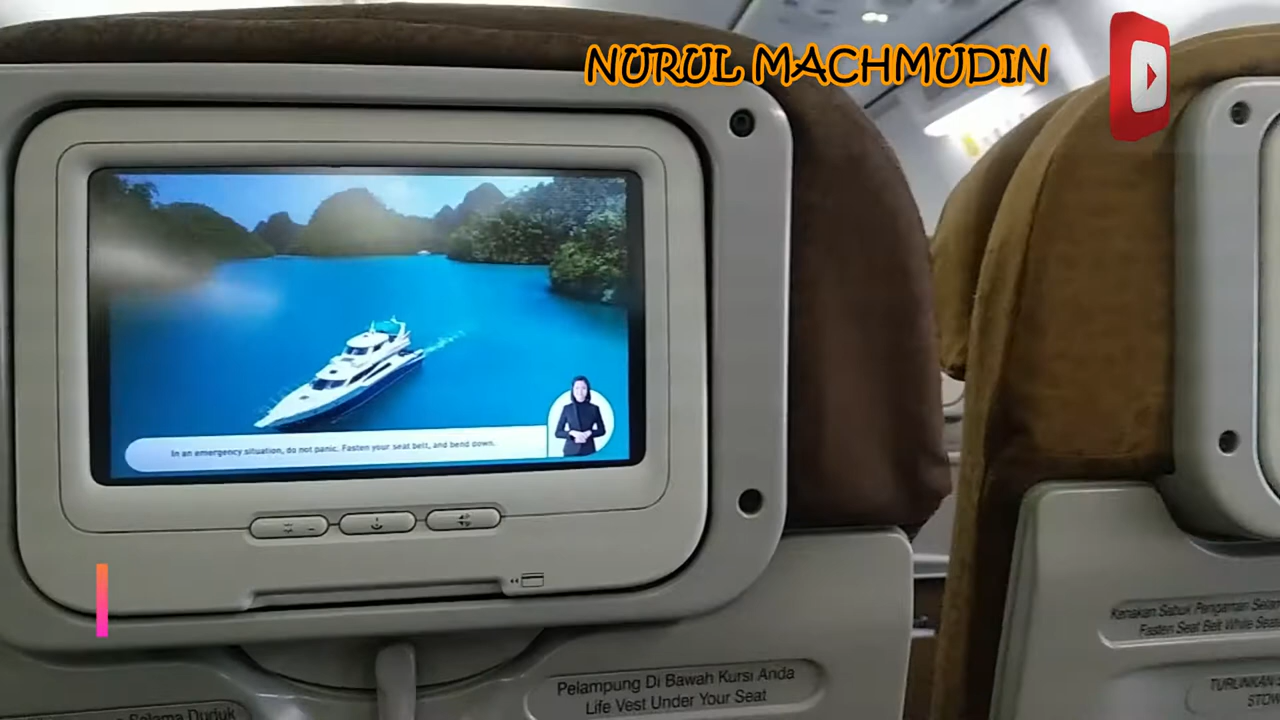 NURUL MACHMUDIN
In an emergency situation, do not panic. Fasten your seat belt, and bend down.
Kenakan Sabuk Pengaman
Fasten Seat Belt While
Pelampung Di Bawah Kursi Anda
Life Vest Under Your Seat
Selama Duduk